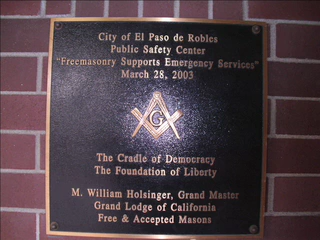 City of El Paso de Robles
Public Safety Center
"Freemasonry Supports Emergency Services"
March 28, 2003
G
The Cradle of Democracy
The Foundation of Liberty
M. William Holsinger, Grand Master
Grand Lodge of California
Free & Accepted Masons